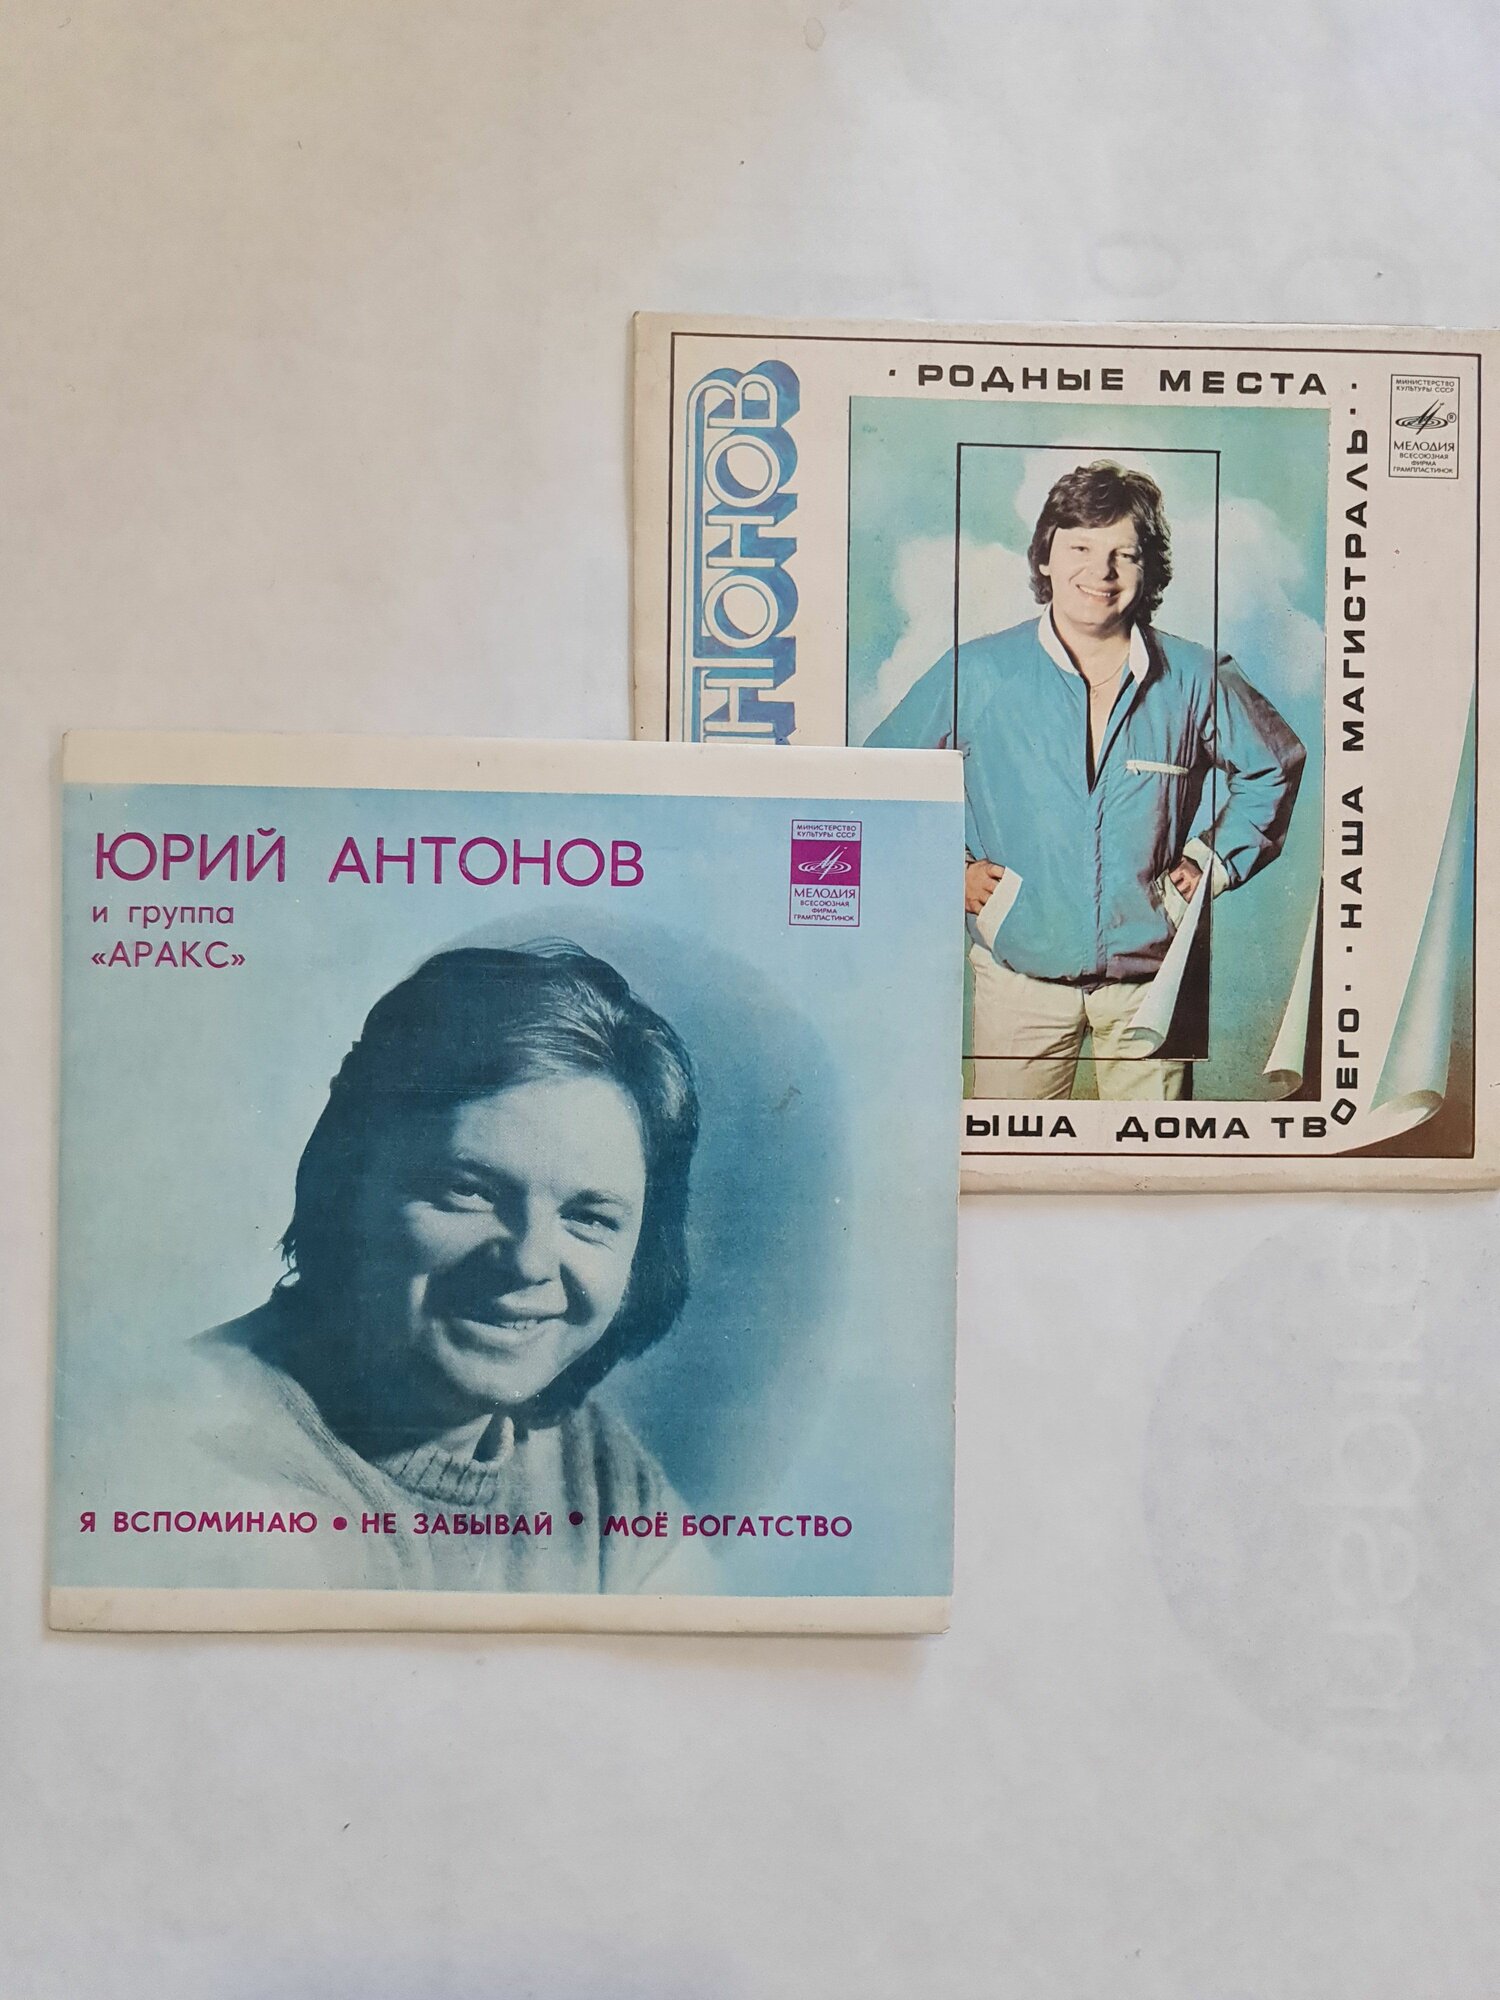 · РОДНЫЕ МЕСТА ·
НТОНОВ
МИНИСТЕРСТВО
КУЛЬТУРЫ СССР
МЕЛОДИЯ
ВСЕСОЮЗНАЯ
ФИРМА
ГРАМПЛАСТИНОК
· НАША МАГИСТРАЛЬ ·
ЫША ДОМА ТВОЕГО ·
ЮРИЙ АНТОНОВ
и группа
«АРАКС»
МИНИСТЕРСТВО
КУЛЬТУРЫ СССР
МЕЛОДИЯ
ВСЕСОЮЗНАЯ
ФИРМА
ГРАМПЛАСТИНОК
Я ВСПОМИНАЮ • НЕ ЗАБЫВАЙ • МОЁ БОГАТСТВО